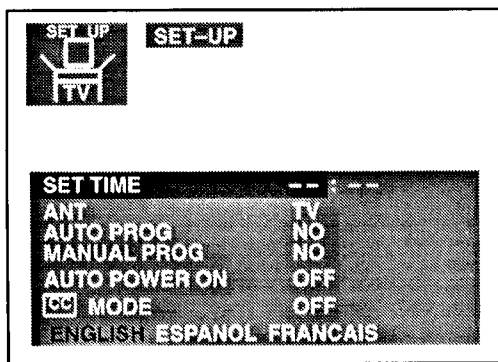 SET UP
SET-UP
TV
SET TIME -- : --
ANT TV
AUTO PROG NO
MANUAL PROG NO
AUTO POWER ON OFF
CC MODE OFF
ENGLISH ESPANOL FRANCAIS